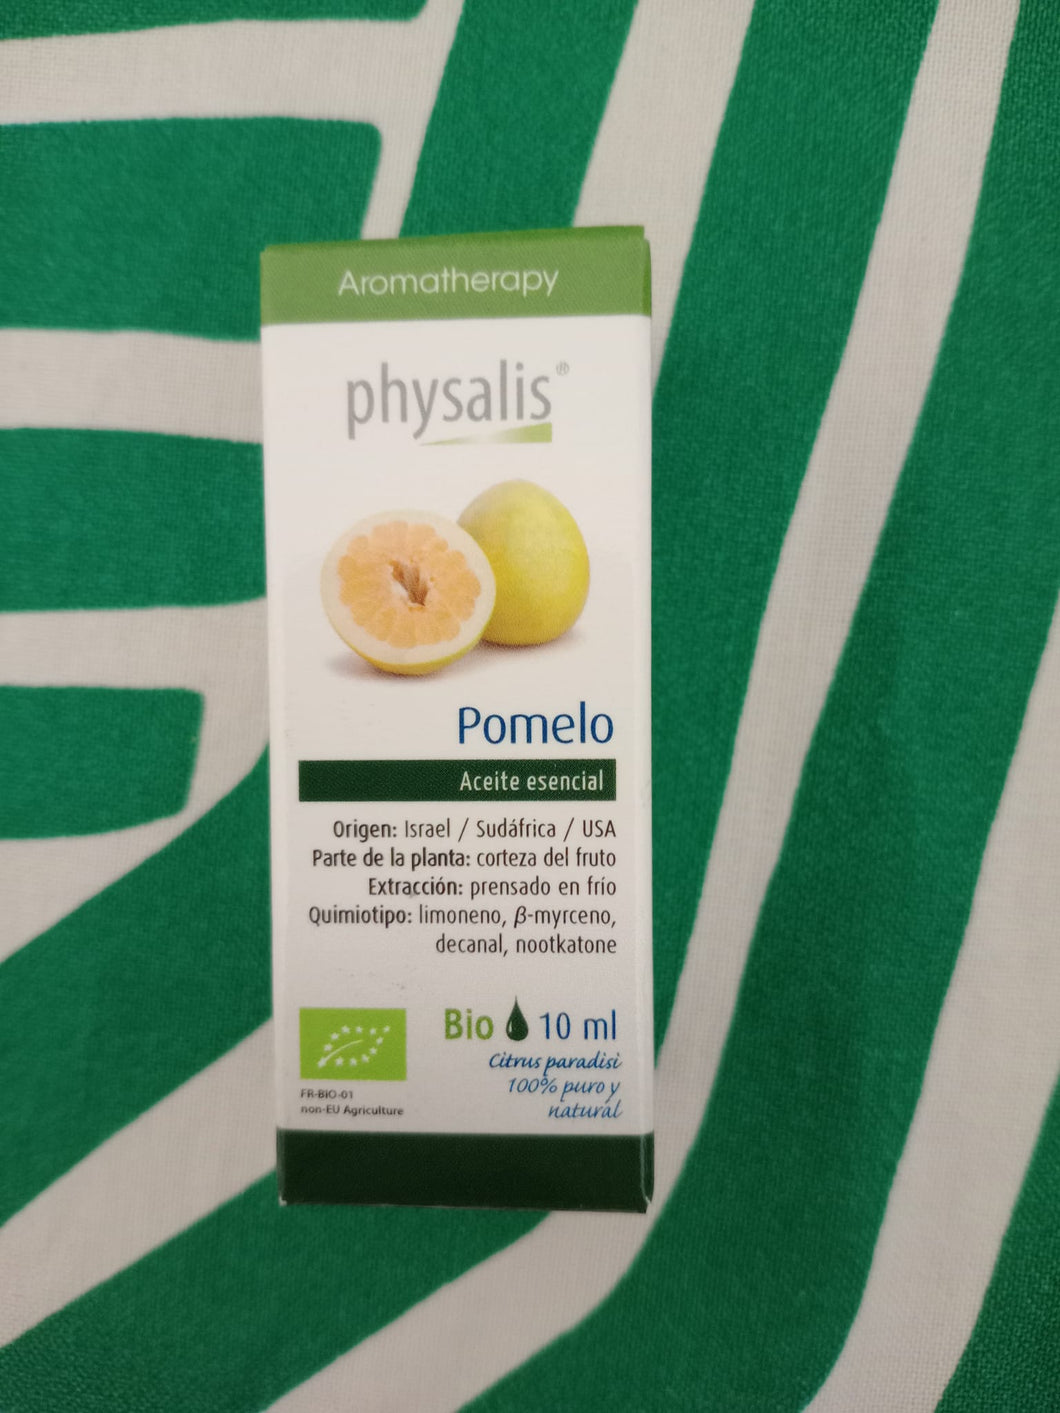 Aromatherapy
physalis®
Pomelo
Aceite esencial
Origen: Israel / Sudáfrica / USA
Parte de la planta: corteza del fruto
Extracción: prensado en frío
Quimiotipo: limoneno, β-myrceno,
decanal, nootkatone
Bio 10 ml
Citrus paradisi
100% puro y
natural
FR-BIO-01
non-EU Agriculture